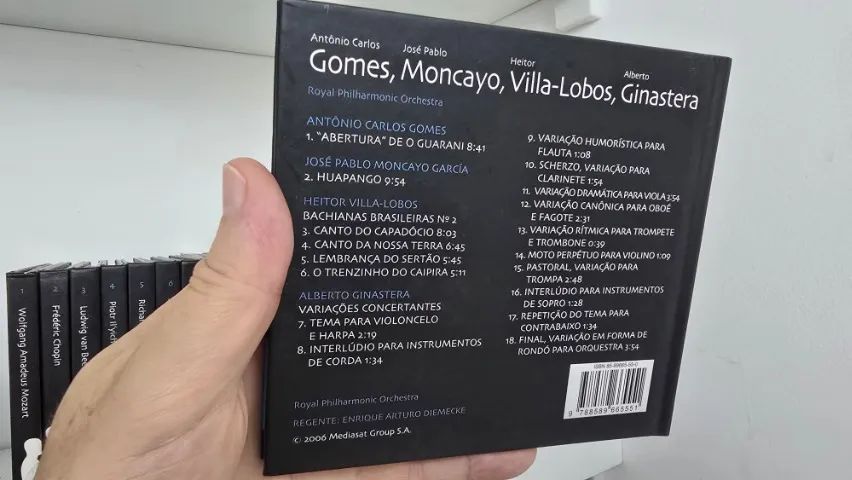 Antônio Carlos José Pablo Heitor Alberto
Gomes, Moncayo, Villa-Lobos, Ginastera
Royal Philharmonic Orchestra
ANTÔNIO CARLOS GOMES
1. “ABERTURA” DE O GUARANI 8:41
JOSÉ PABLO MONCAYO GARCÍA
2. HUAPANGO 9:54
HEITOR VILLA-LOBOS
BACHIANAS BRASILEIRAS Nº 2
3. CANTO DO CAPADÓCIO 8:03
4. CANTO DA NOSSA TERRA 6:45
5. LEMBRANÇA DO SERTÃO 5:45
6. O TRENZINHO DO CAIPIRA 5:11
ALBERTO GINASTERA
VARIAÇÕES CONCERTANTES
7. TEMA PARA VIOLONCELO
E HARPA 2:19
8. INTERLÚDIO PARA INSTRUMENTOS
DE CORDA 1:34
9. VARIAÇÃO HUMORÍSTICA PARA
FLAUTA 1:08
10. SCHERZO, VARIAÇÃO PARA
CLARINETE 1:54
11. VARIAÇÃO DRAMÁTICA PARA VIOLA 3:54
12. VARIAÇÃO CANÔNICA PARA OBOÉ
E FAGOTE 2:31
13. VARIAÇÃO RÍTMICA PARA TROMPETE
E TROMBONE 0:39
14. MOTO PERPÉTUO PARA VIOLINO 1:09
15. PASTORAL, VARIAÇÃO PARA
TROMPA 2:48
16. INTERLÚDIO PARA INSTRUMENTOS
DE SOPRO 1:28
17. REPETIÇÃO DO TEMA PARA
CONTRABAIXO 1:34
18. FINAL, VARIAÇÃO EM FORMA DE
RONDÓ PARA ORQUESTRA 3:54
Royal Philharmonic Orchestra
REGENTE: ENRIQUE ARTURO DIEMECKE
© 2006 Mediasat Group S.A.
9 788589 665551
1 Wolfgang Amadeus Mozart
2 Frédéric Chopin
3 Ludwig van
4 Piotr Il'yich
5
6